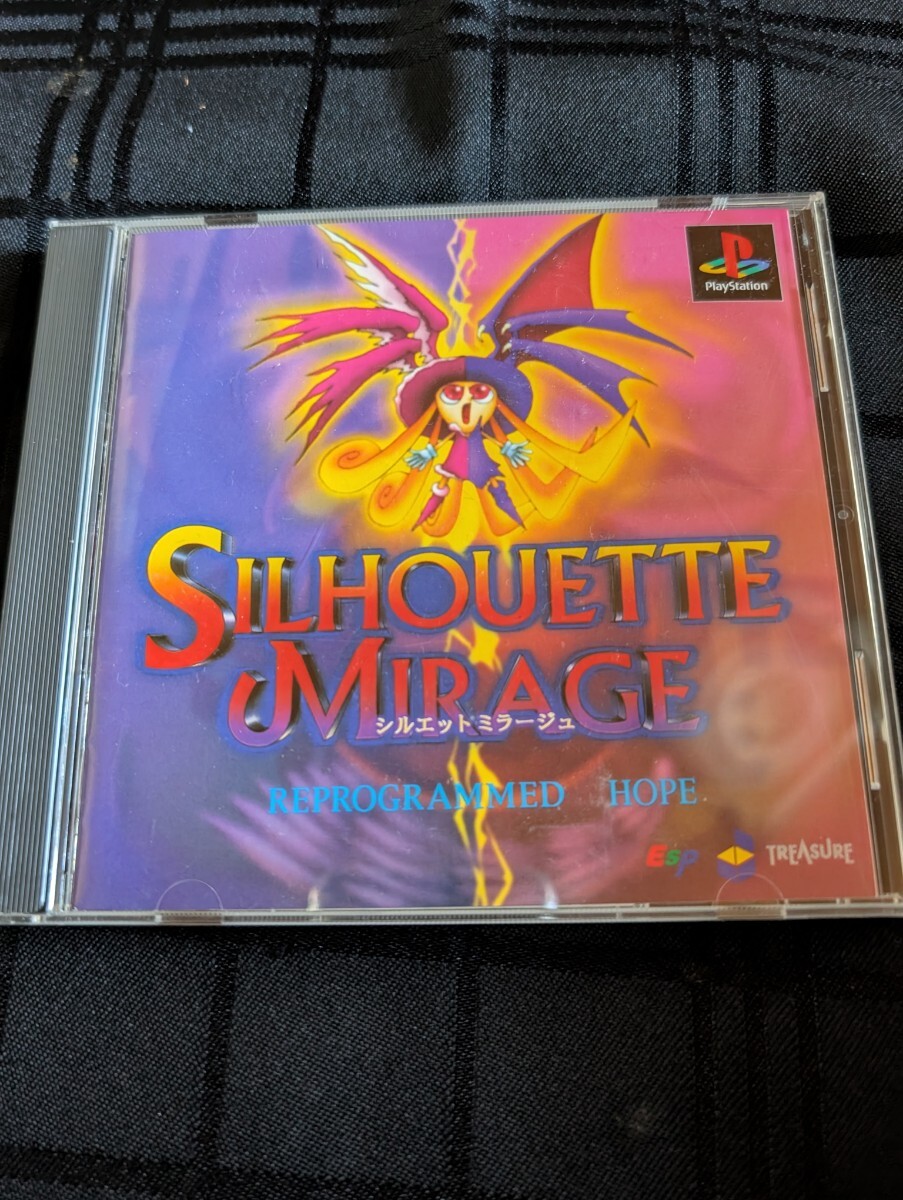 PlayStation
SILHOUETTE
MIRAGE
シルエットミラージュ
REPROGRAMMED HOPE
Esp TREASURE